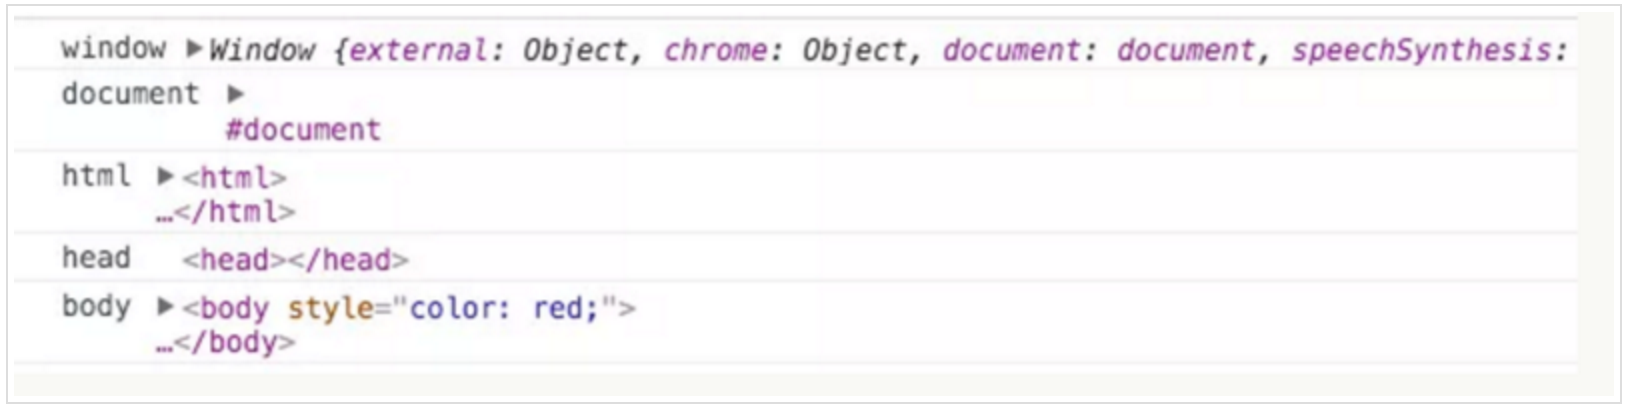 window ▶Window {external: Object, chrome: Object, document: document, speechSynthesis:
document ▶
#document
html ▶<html>
…</html>
head <head></head>
body ▶<body style="color: red;">
…</body>